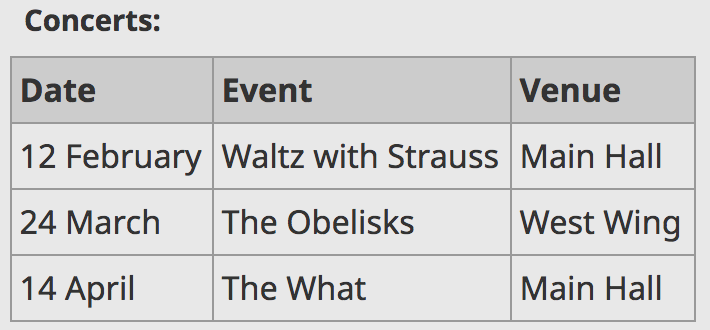 Concerts:
Date Event Venue
12 February Waltz with Strauss Main Hall
24 March The Obelisks West Wing
14 April The What Main Hall